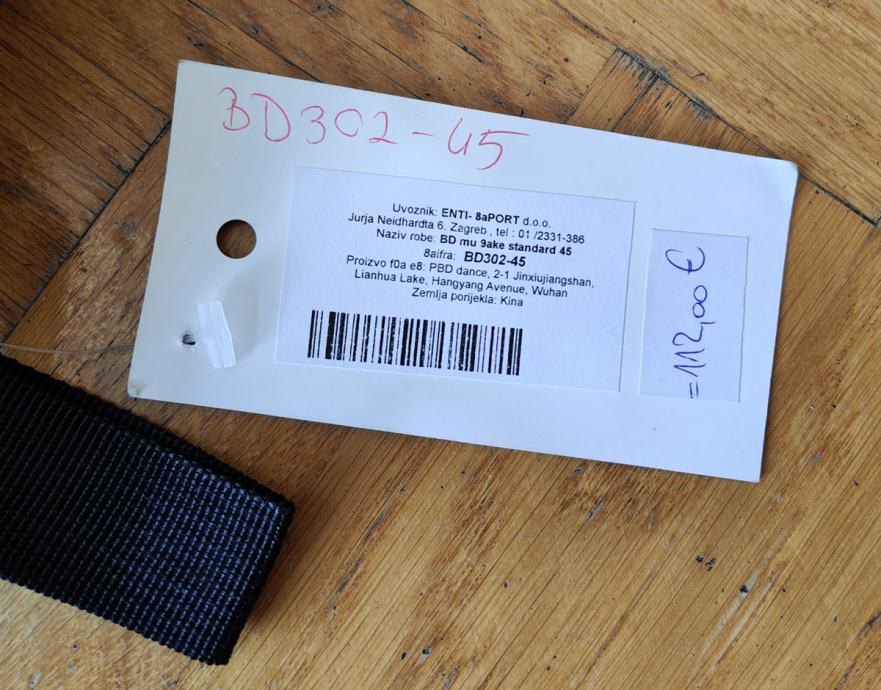 BD302-45
Uvoznik: ENTI- 8aPORT d.o.o.
Jurja Neidhardta 6, Zagreb , tel : 01 /2331-386
Naziv robe: BD mu 9ake standard 45
8aifra: BD302-45
Proizvo f0a e8: PBD dance, 2-1 Jinxiujiangshan,
Lianhua Lake, Hangyang Avenue, Wuhan
Zemlja porijekla: Kina
=112,00 €